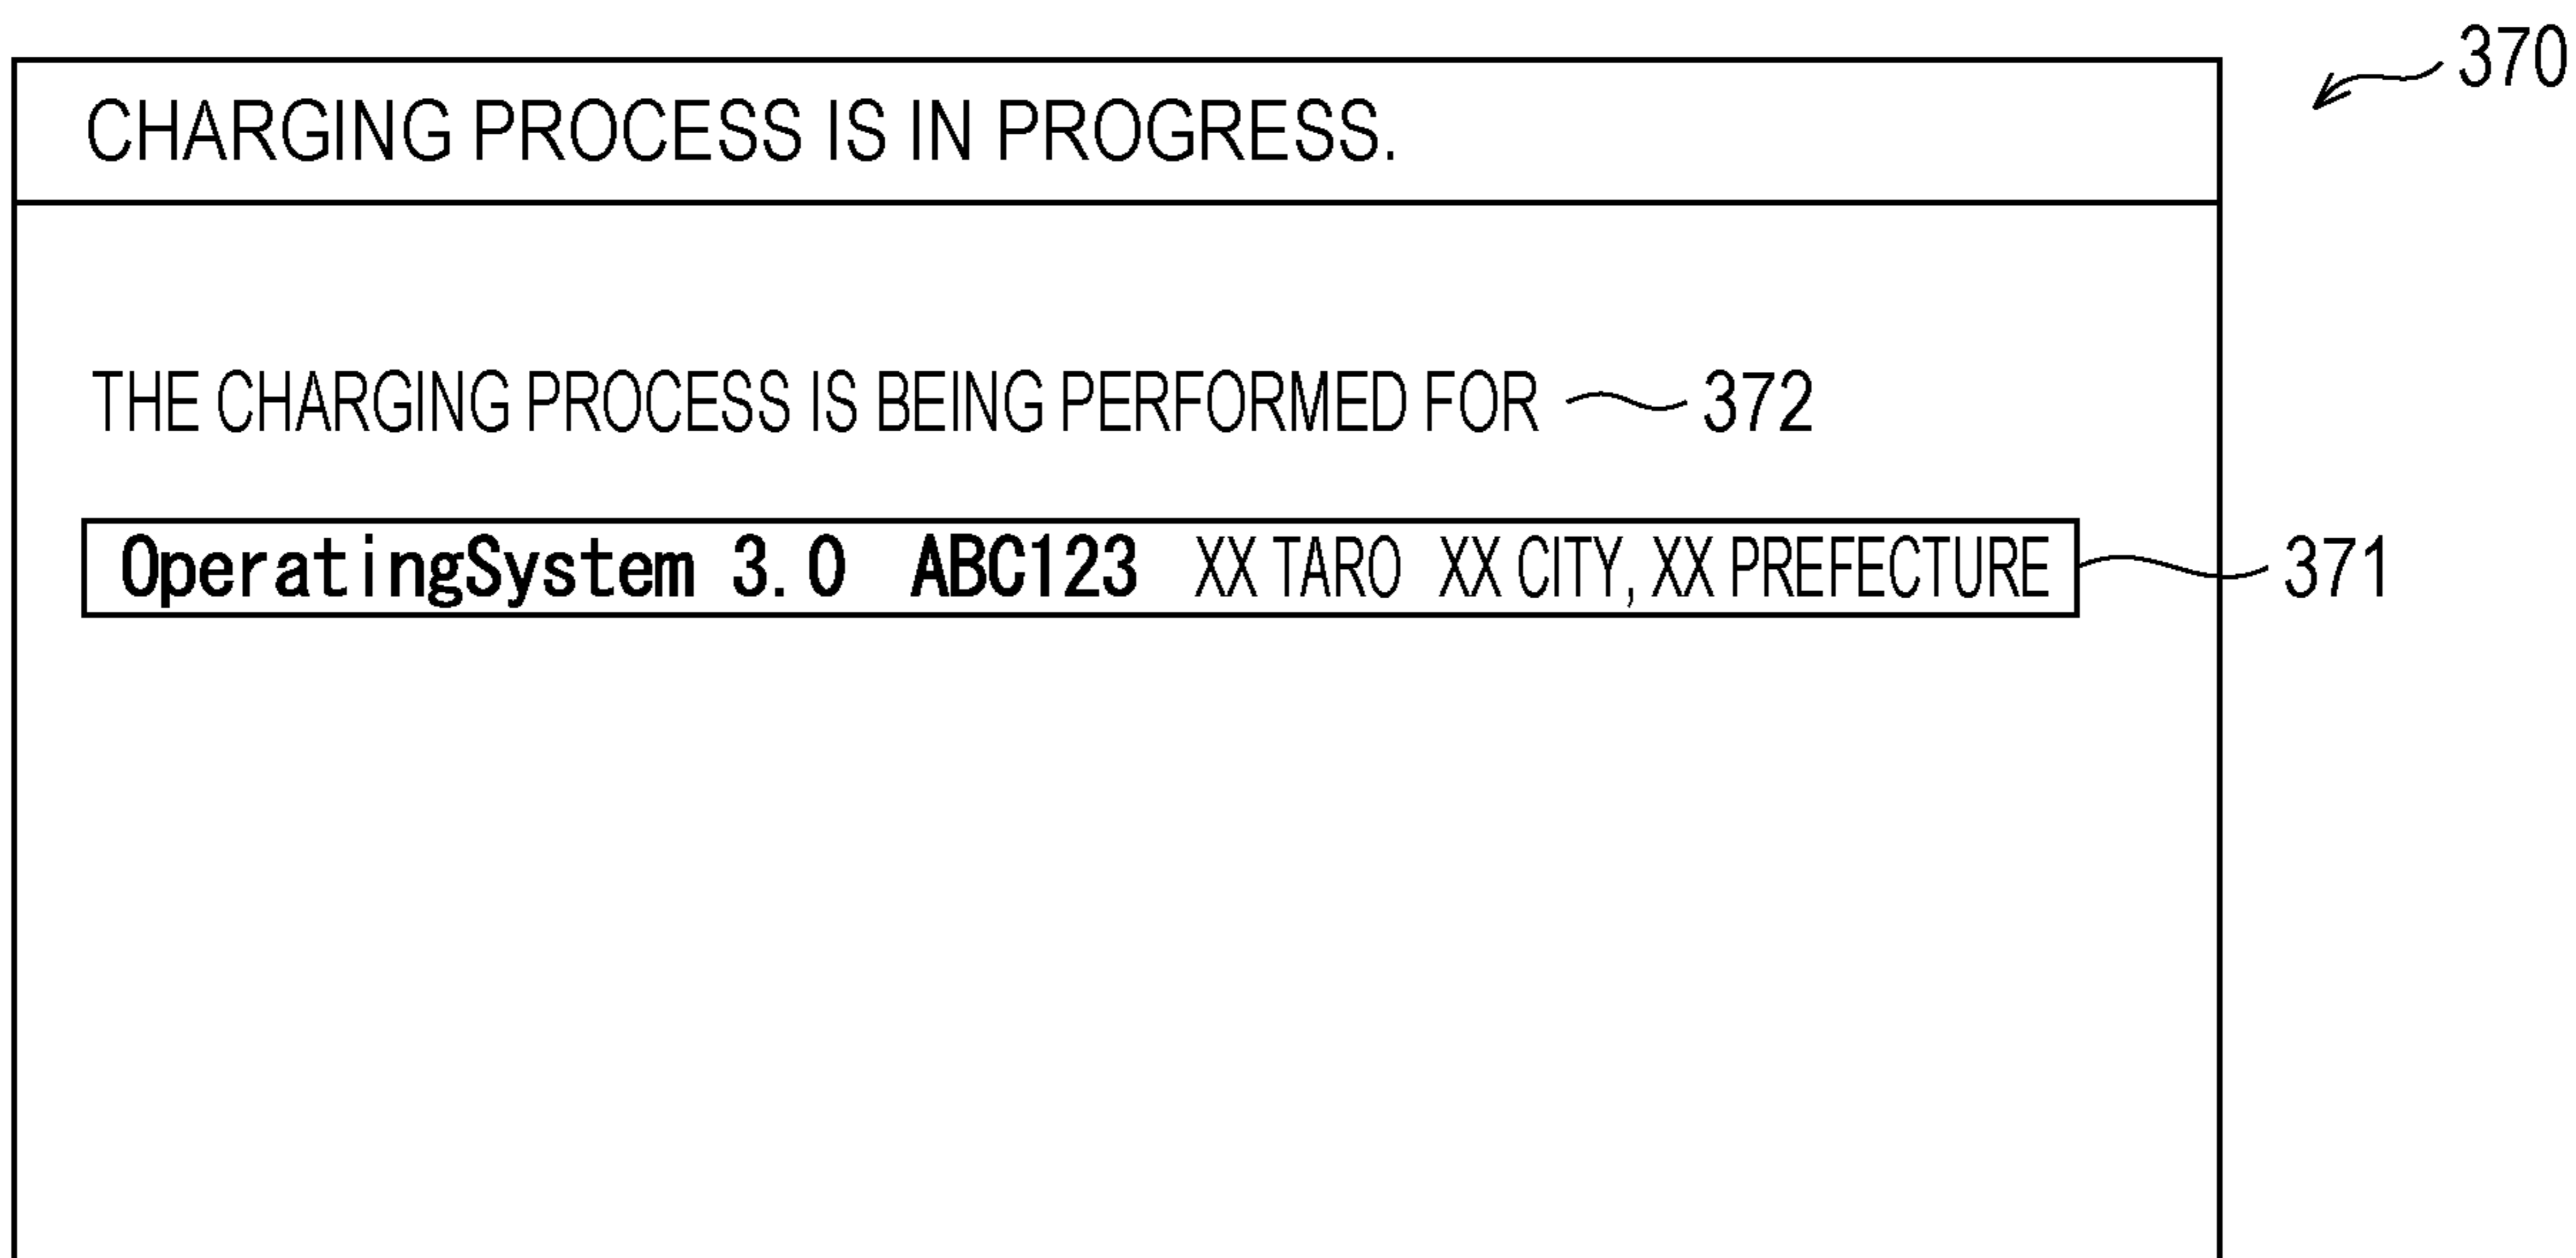 370
CHARGING PROCESS IS IN PROGRESS.
THE CHARGING PROCESS IS BEING PERFORMED FOR 372
OperatingSystem 3.0 ABC123 XX TARO XX CITY, XX PREFECTURE 371